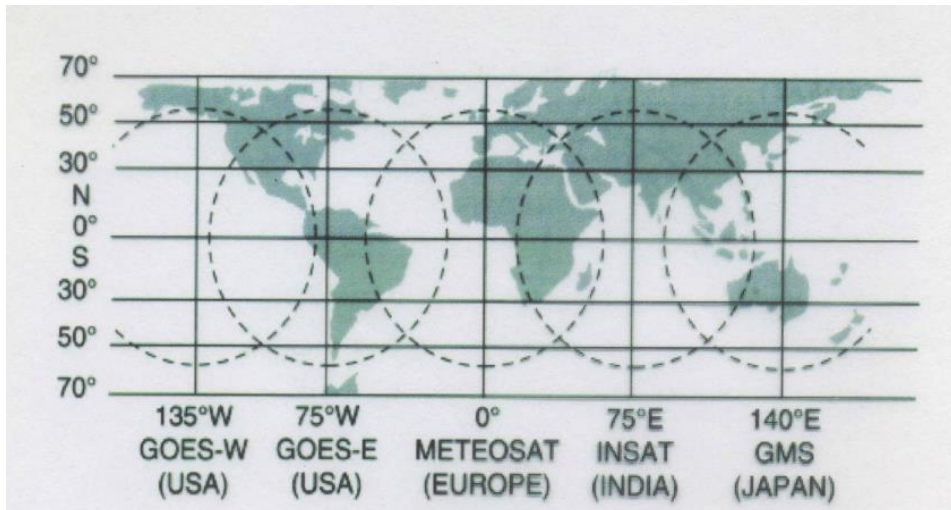 70°
50°
30°
N
0°
S
30°
50°
70°
135°W 75°W 0° 75°E 140°E
GOES-W GOES-E METEOSAT INSAT GMS
(USA) (USA) (EUROPE) (INDIA) (JAPAN)